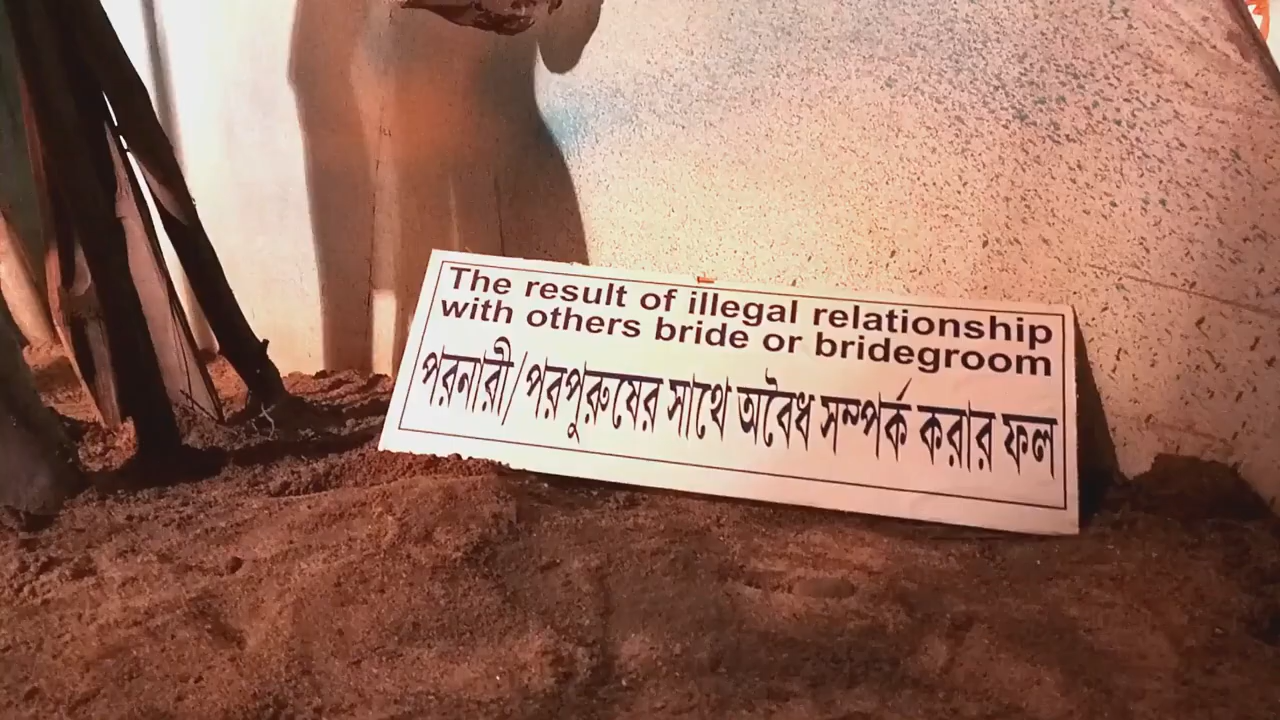 The result of illegal relationship
with others bride or bridegroom
পরনারী/পরপুরুষের সাথে অবৈধ সম্পর্ক করার ফল